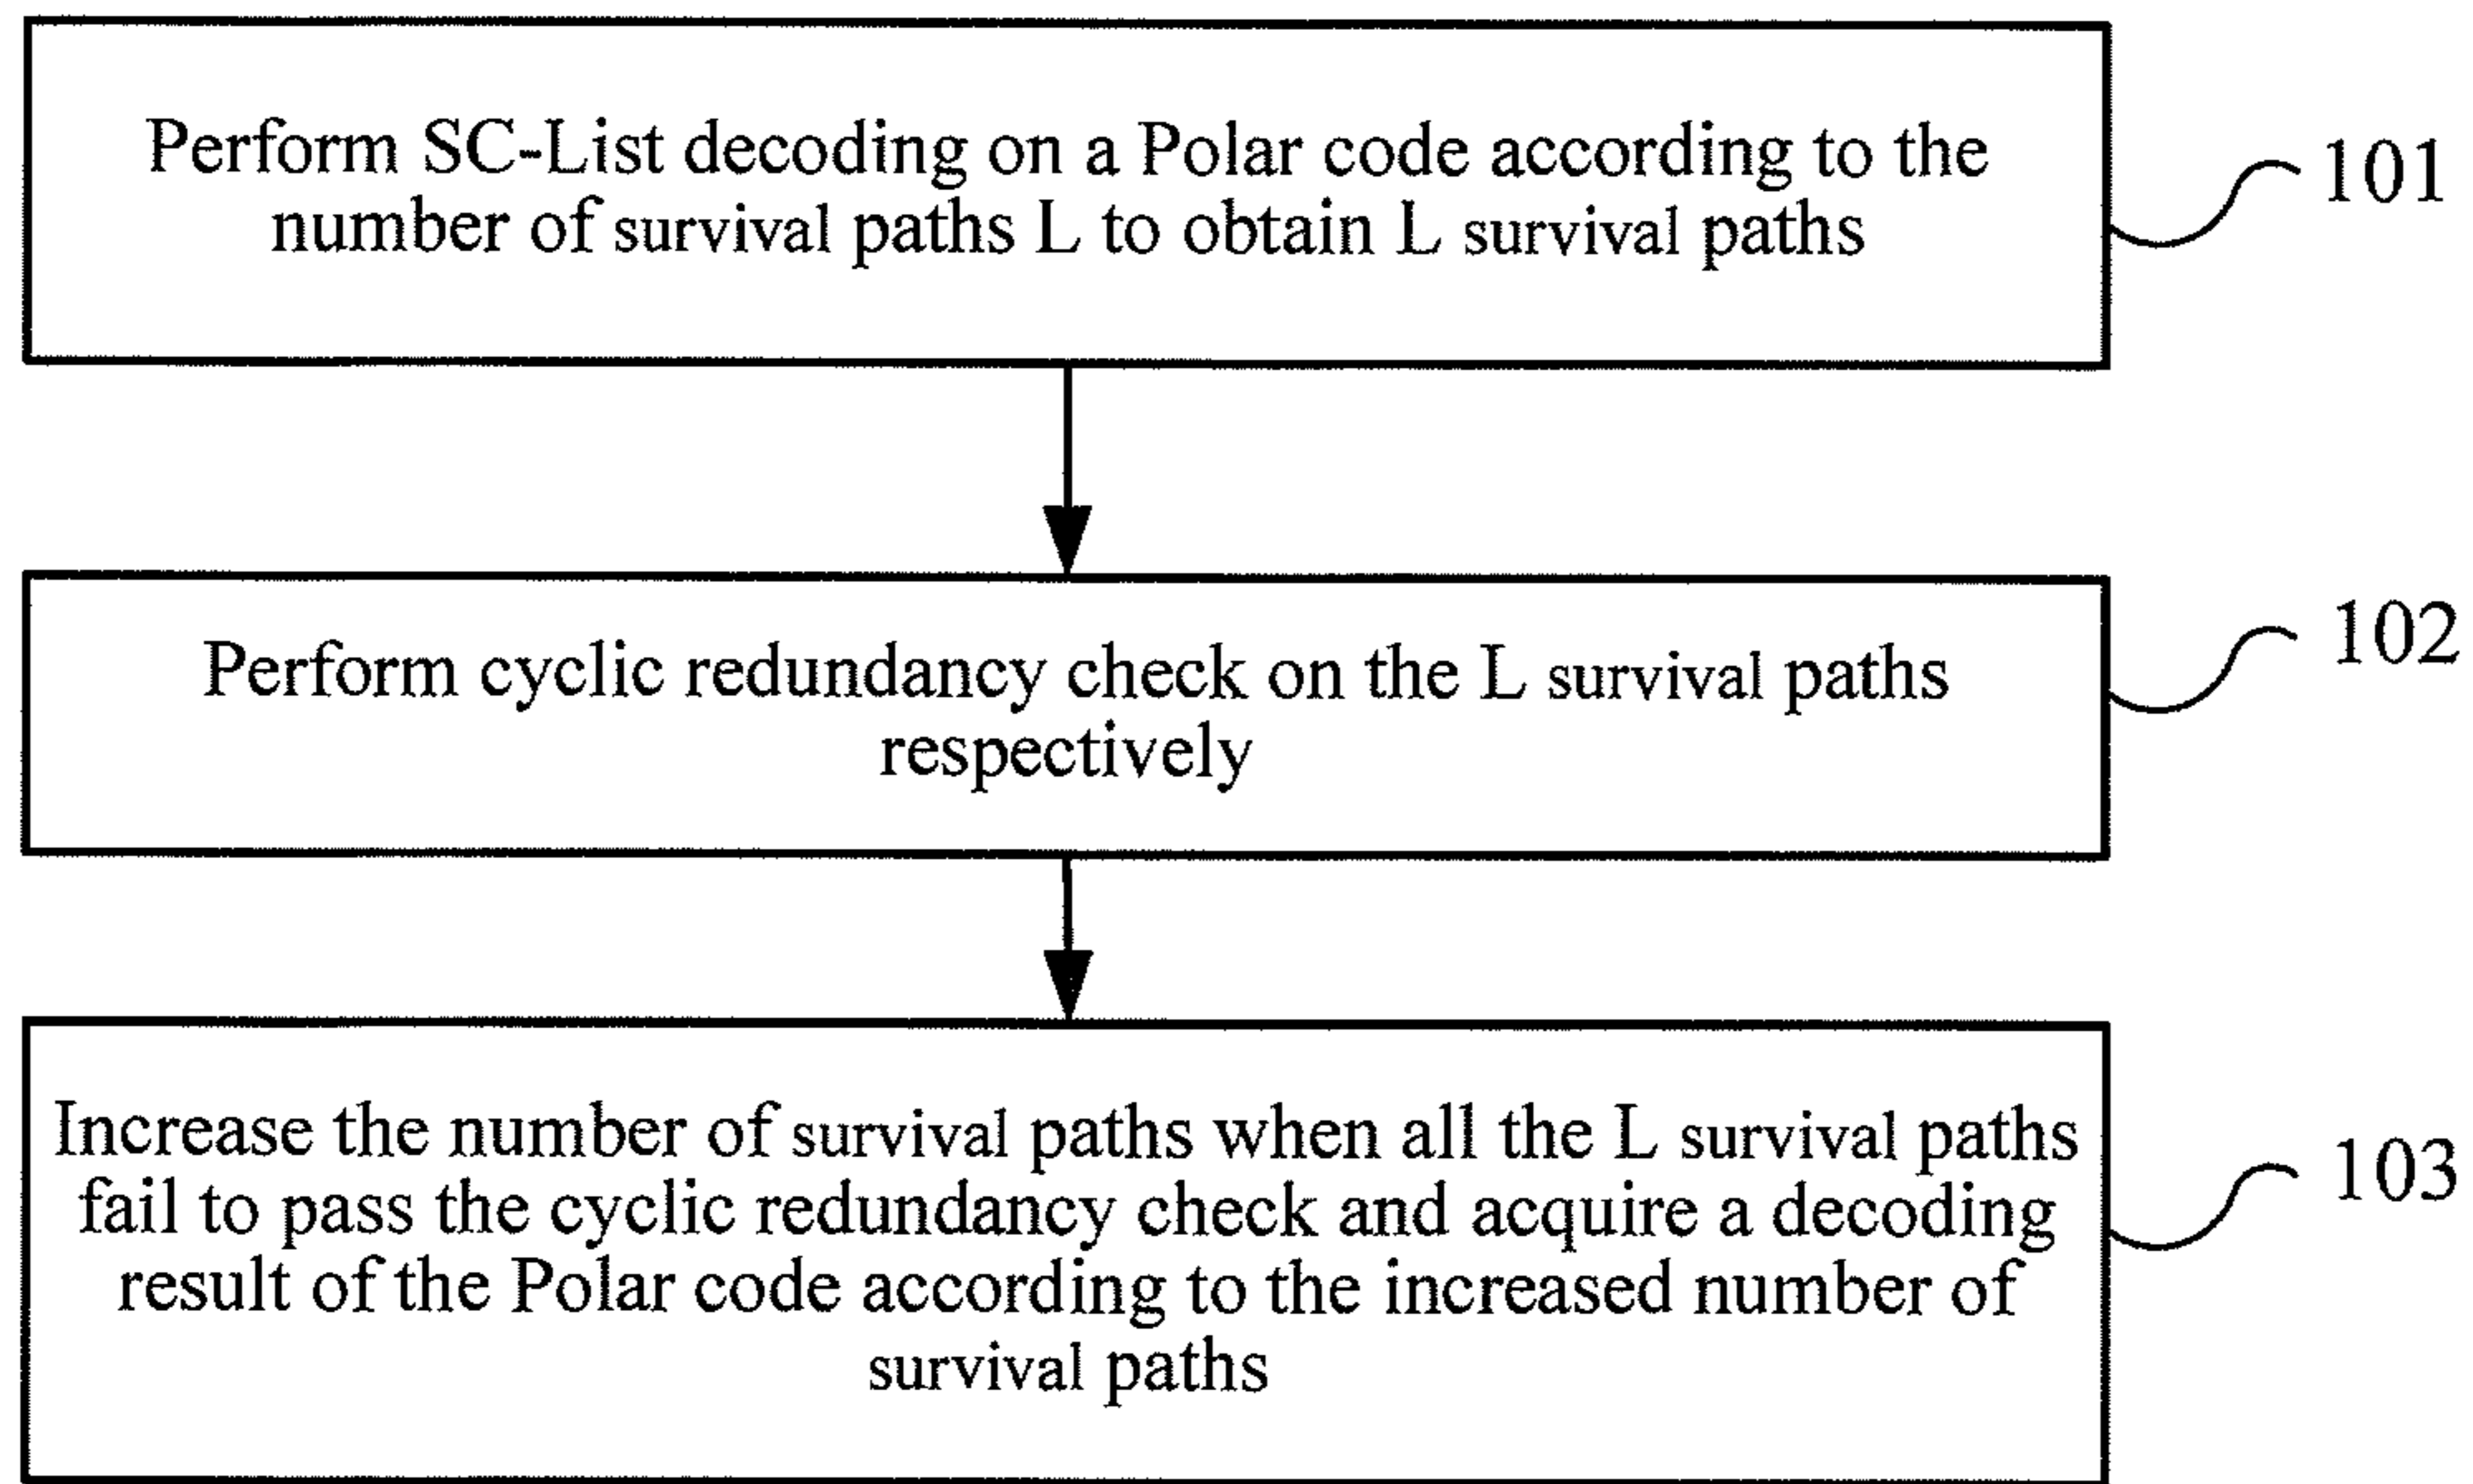 Perform SC-List decoding on a Polar code according to the
number of survival paths L to obtain L survival paths
101
Perform cyclic redundancy check on the L survival paths
respectively
102
Increase the number of survival paths when all the L survival paths
fail to pass the cyclic redundancy check and acquire a decoding
result of the Polar code according to the increased number of
survival paths
103